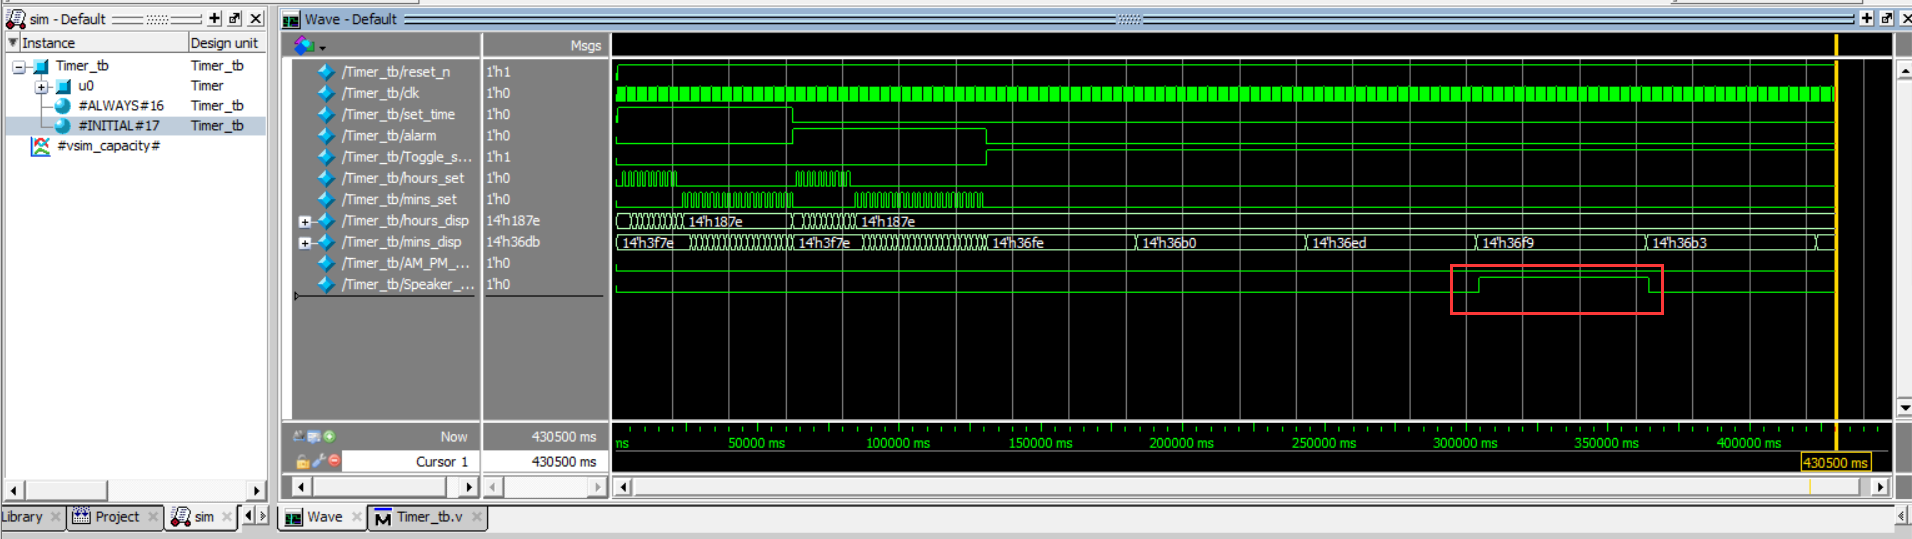 sim - Default
Instance Design unit
Timer_tb Timer_tb
u0 Timer
#ALWAYS#16 Timer_tb
#INITIAL#17 Timer_tb
#vsim_capacity#
Library Project sim
Wave - Default
Msgs
/Timer_tb/reset_n 1'h1
/Timer_tb/clk 1'h0
/Timer_tb/set_time 1'h0
/Timer_tb/alarm 1'h0
/Timer_tb/Toggle_s... 1'h1
/Timer_tb/hours_set 1'h0
/Timer_tb/mins_set 1'h0
/Timer_tb/hours_disp 14'h187e 14'h187e 14'h187e
/Timer_tb/mins_disp 14'h36db 14'h3f7e 14'h3f7e 14'h36fe 14'h36b0 14'h36ed 14'h36f9 14'h36b3
/Timer_tb/AM_PM_... 1'h0
/Timer_tb/Speaker_... 1'h0
Now 430500 ms ms 50000 ms 100000 ms 150000 ms 200000 ms 250000 ms 300000 ms 350000 ms 400000 ms
Cursor 1 430500 ms 430500 ms
Wave Timer_tb.v